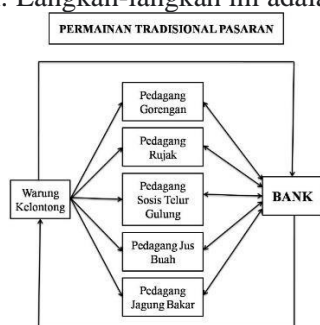 . Langkah-langkah ini adala
PERMAINAN TRADISIONAL PASARAN
Pedagang
Gorengan
Pedagang
Rujak
Warung
Kelontong
Pedagang
Sosis Telur
Gulung
BANK
Pedagang Jus
Buah
Pedagang
Jagung Bakar